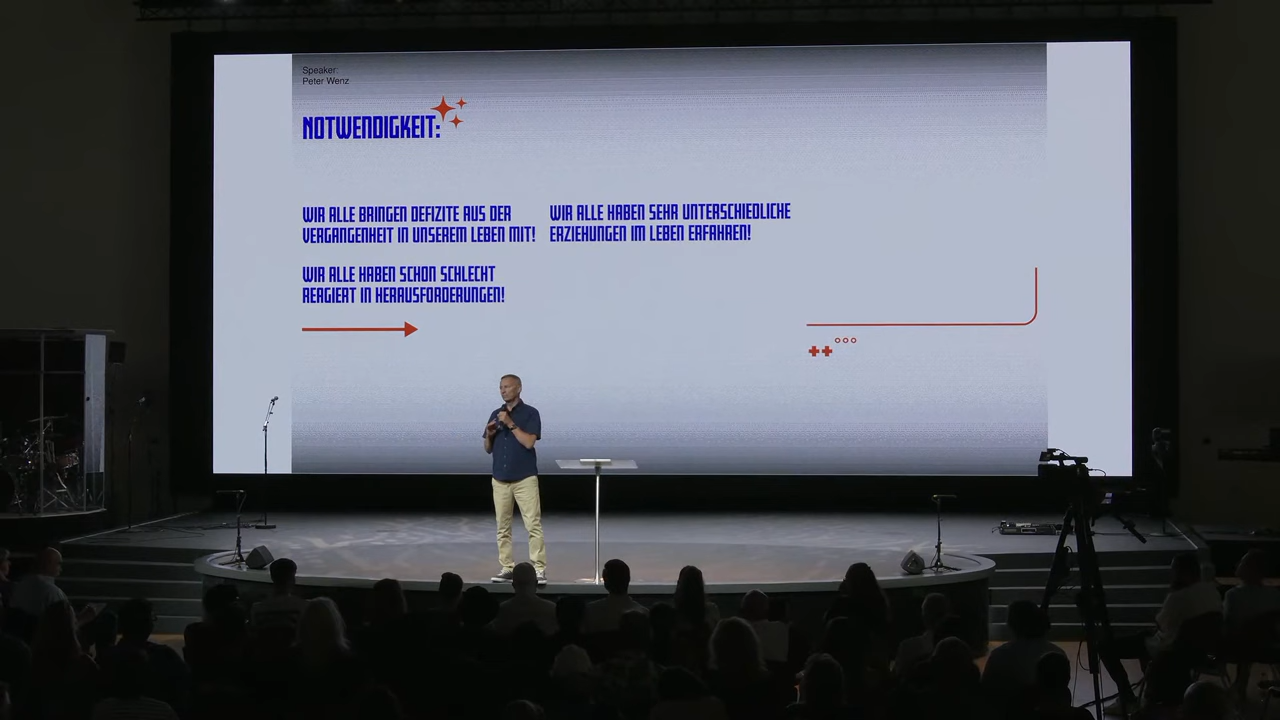 Speaker:
Peter Wenz
NOTWENDIGKEIT:
WIR ALLE BRINGEN DEFIZITE AUS DER
VERGANGENHEIT IN UNSEREM LEBEN MIT!
WIR ALLE HABEN SEHR UNTERSCHIEDLICHE
ERZIEHUNGEN IM LEBEN ERFAHREN!
WIR ALLE HABEN SCHON SCHLECHT
REAGIERT IN HERAUSFORDERUNGEN!